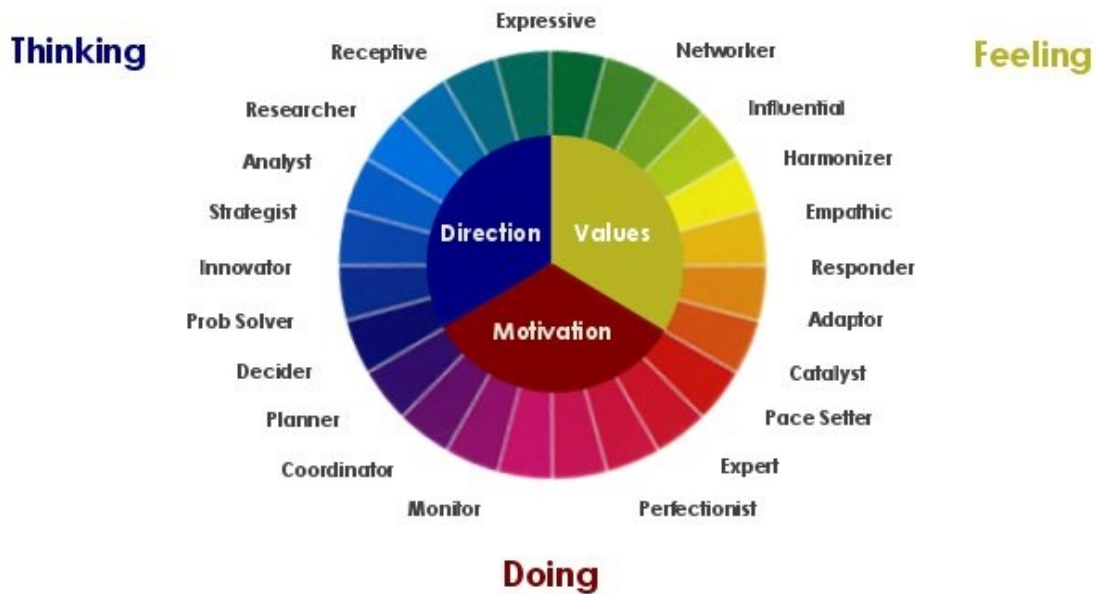 Expressive
Thinking
Receptive
Networker
Feeling
Researcher
Influential
Analyst
Harmonizer
Strategist
Empathic
Direction
Values
Innovator
Responder
Prob Solver
Adaptor
Motivation
Decider
Catalyst
Planner
Pace Setter
Coordinator
Expert
Monitor
Perfectionist
Doing